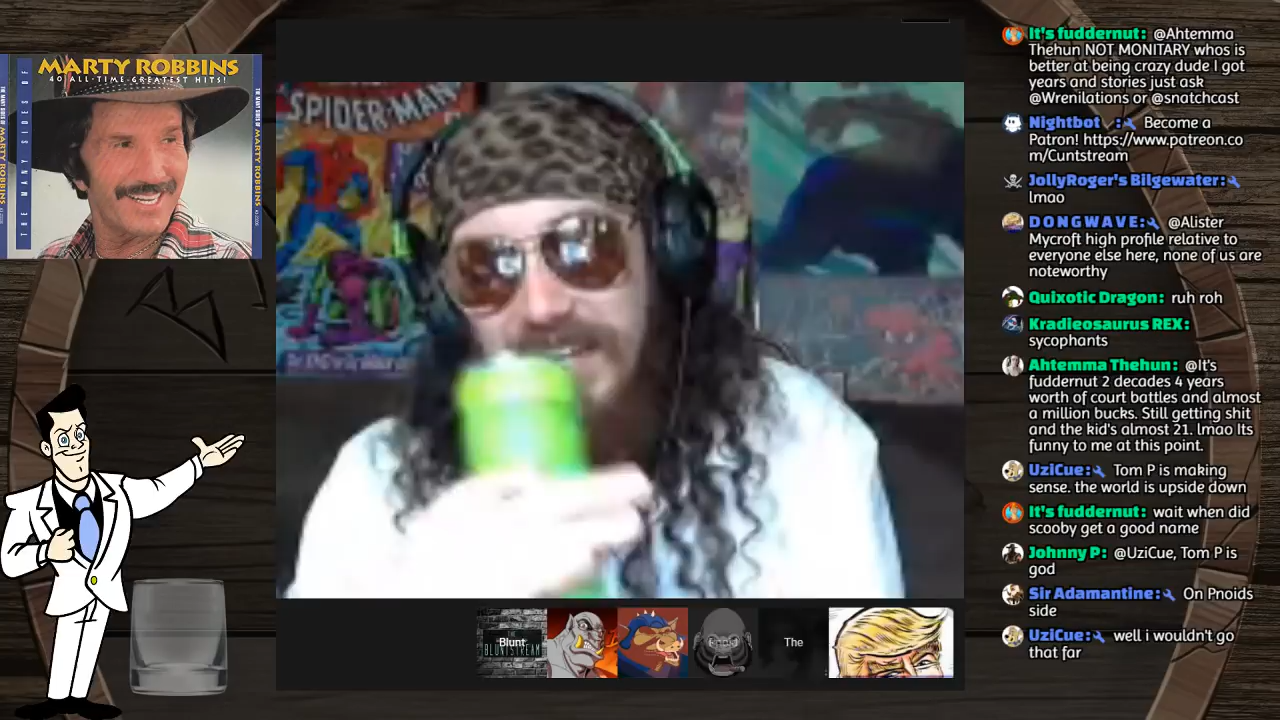 MARTY ROBBINS
40 ALL-TIME-GREATEST HITS!
THE MANY SIDES OF
MARTY ROBBINS
SPIDER-MAN
Blunt
THE
BLUNTSTREAM
The
It's fuddernut: @Ahtemma
Thehun NOT MONITARY whos is
better at being crazy dude I got
years and stories just ask
@Wrenilations or @snatchcast
Nightbot: Become a
Patron! https://www.patreon.co
m/Cuntstream
JollyRoger's Bilgewater:
lmao
DONGWAVE: @Alister
Mycroft high profile relative to
everyone else here, none of us are
noteworthy
Quixotic Dragon: ruh roh
Kradieosaurus REX:
sycophants
Ahtemma Thehun: @It's
fuddernut 2 decades 4 years
worth of court battles and almost
a million bucks. Still getting shit
and the kid's almost 21. lmao Its
funny to me at this point.
UziCue: Tom P is making
sense. the world is upside down
It's fuddernut: wait when did
scooby get a good name
Johnny P: @UziCue, Tom P is
god
Sir Adamantine: On Pnoids
side
UziCue: well i wouldn't go
that far